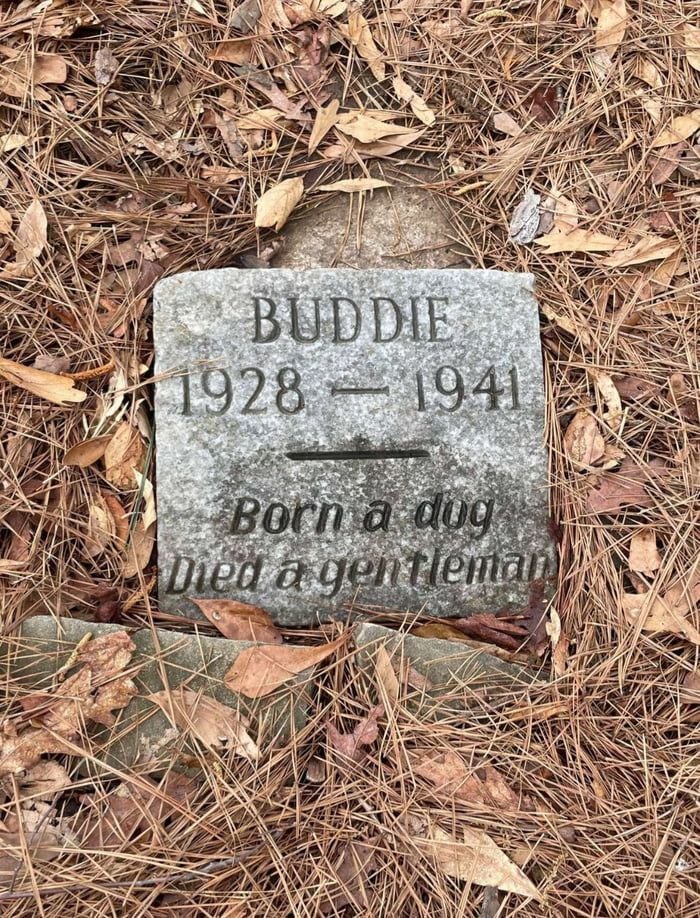 BUDDIE
1928 — 1941
Born a dog
Died a gentleman